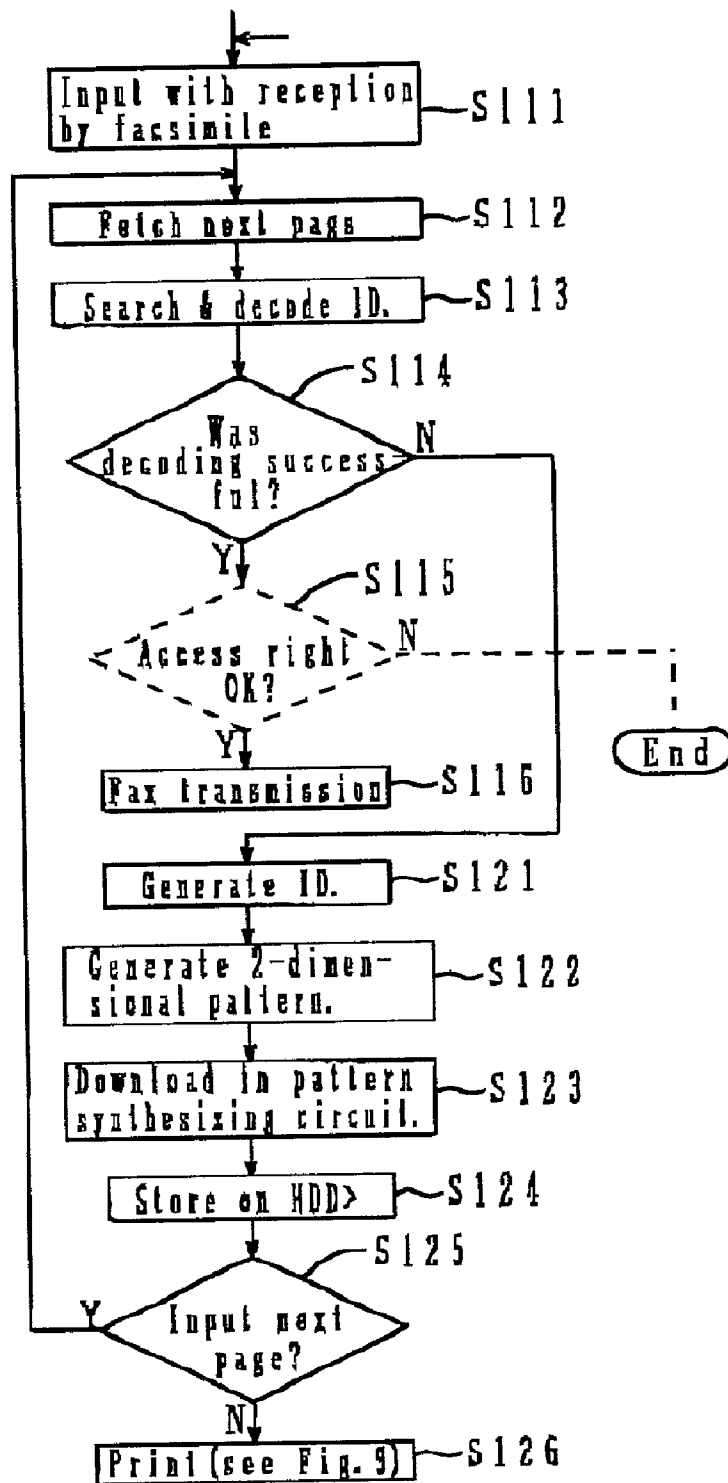 Input with reception
by facsimile
S111
Fetch next page
S112
Search & decode ID.
S113
S114
Was
decoding success-
ful?
N
Y
S115
Access right
OK?
N
Y
End
Fax transmission
S116
Generate ID.
S121
Generate 2-dimen-
sional pattern.
S122
Download in pattern
synthesizing circuit.
S123
Store on HDD>
S124
S125
Y
Input next
page?
N
Print(see Fig. 9)
S126